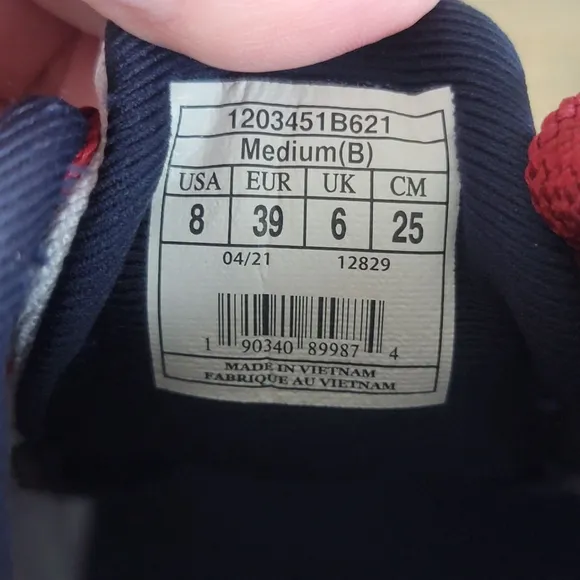 1203451B621
Medium(B)
USA EUR UK CM
8 39 6 25
04/21 12829
1 90340 89987 4
MADE IN VIETNAM
FABRIQUE AU VIETNAM